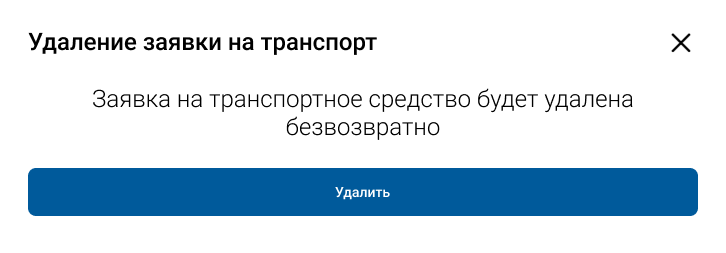 Удаление заявки на транспорт
Заявка на транспортное средство будет удалена
безвозвратно
Удалить